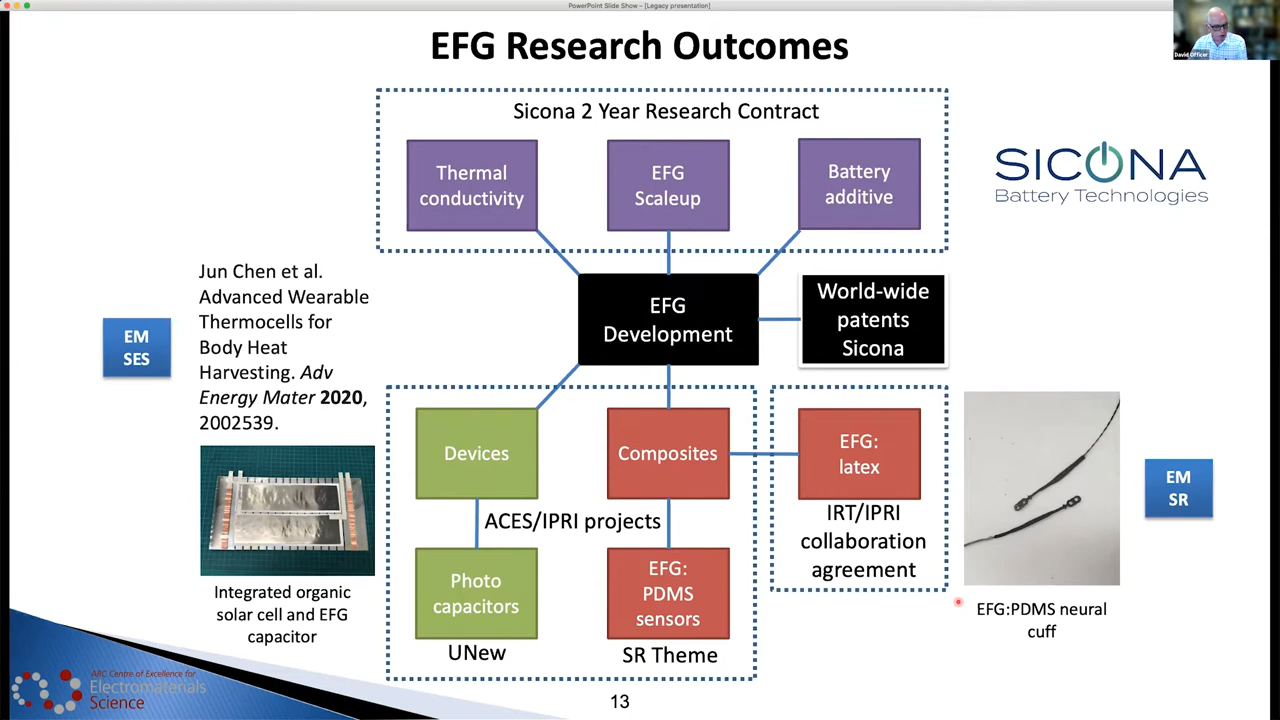 PowerPoint Slide Show – [Legacy presentation]
David Officer
EFG Research Outcomes
Sicona 2 Year Research Contract
Thermal
conductivity
EFG
Scaleup
Battery
additive
SICONA
Battery Technologies
EM
SES
Jun Chen et al.
Advanced Wearable
Thermocells for
Body Heat
Harvesting. Adv
Energy Mater 2020,
2002539.
EFG
Development
World-wide
patents
Sicona
Devices
Composites
EFG:
latex
ACES/IPRI projects
IRT/IPRI
collaboration
agreement
EM
SR
Photo
capacitors
EFG:
PDMS
sensors
UNew
SR Theme
Integrated organic
solar cell and EFG
capacitor
EFG:PDMS neural
cuff
ARC Centre of Excellence for
Electromaterials
Science
13